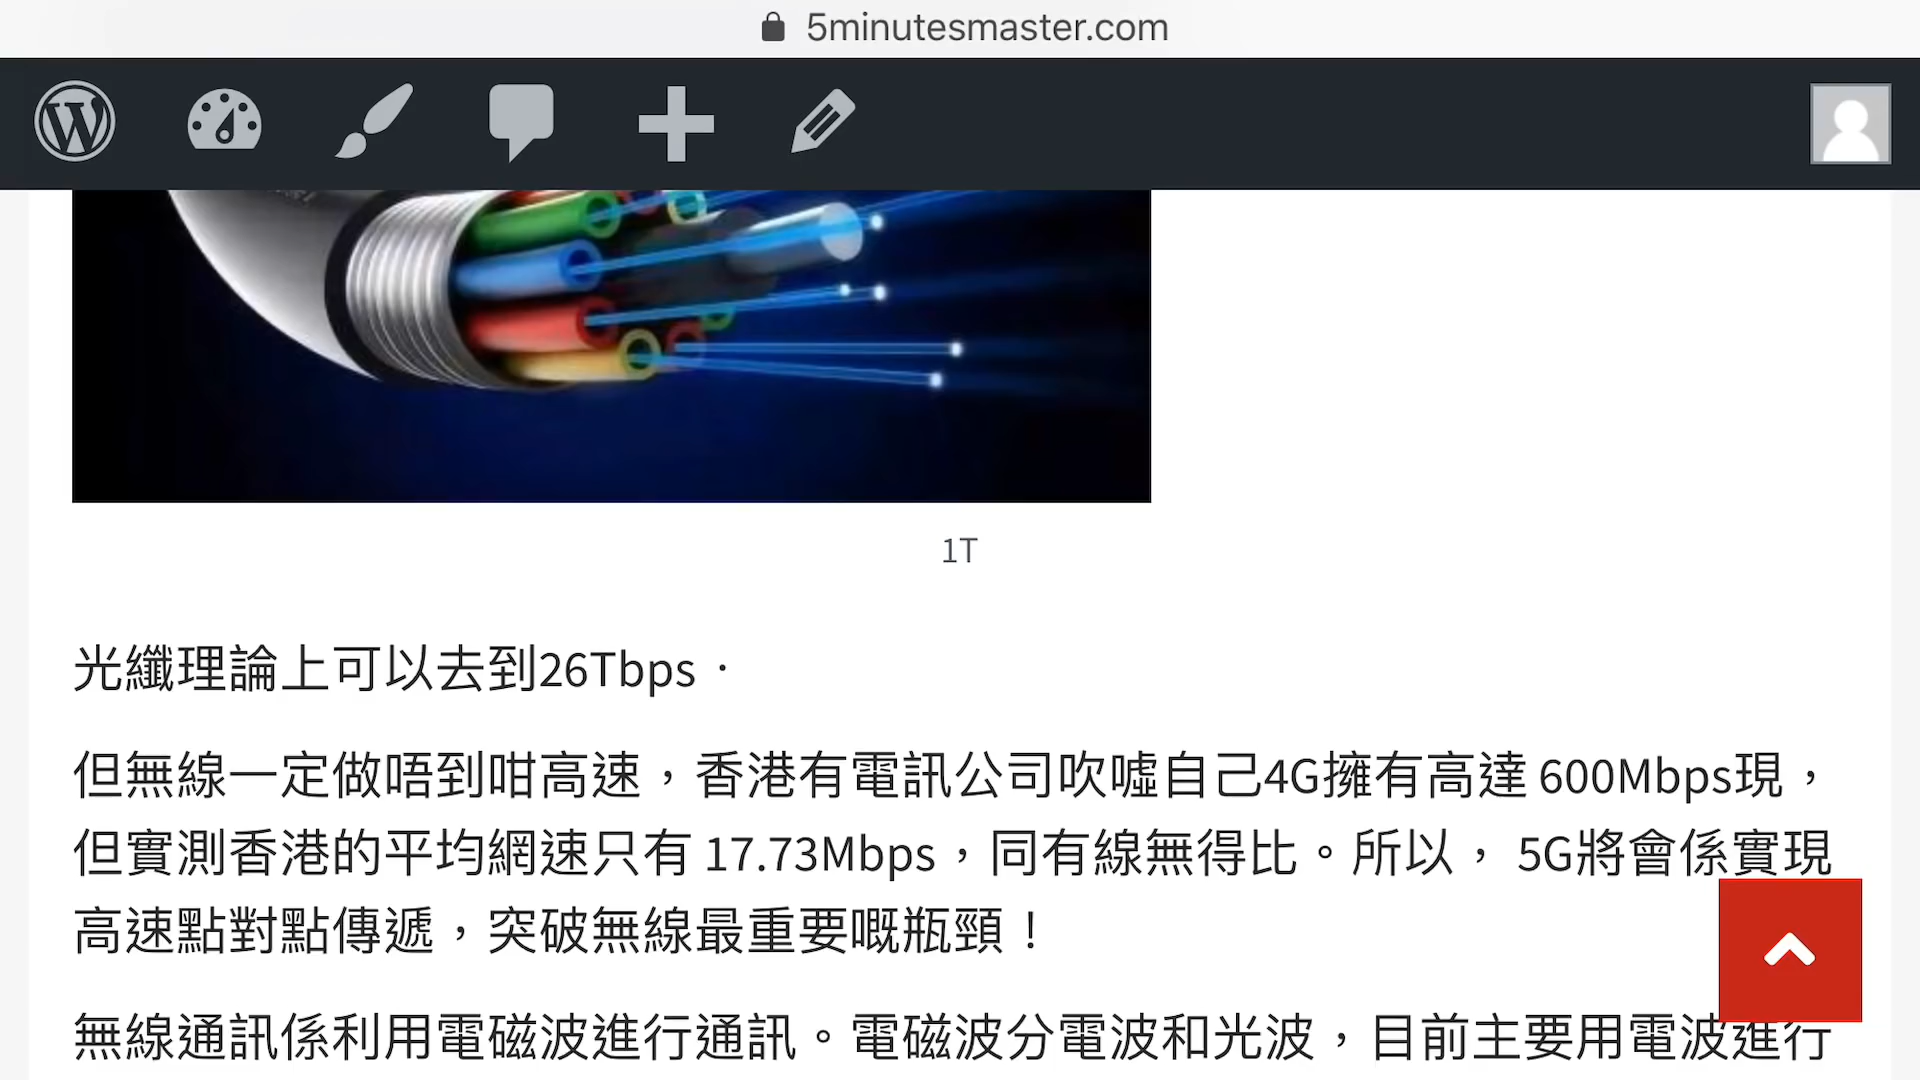 5minutesmaster.com
1T
光纖理論上可以去到26Tbps．
但無線一定做唔到咁高速，香港有電訊公司吹噓自己4G擁有高達 600Mbps現，
但實測香港的平均網速只有 17.73Mbps，同有線無得比。所以， 5G將會係實現
高速點對點傳遞，突破無線最重要嘅瓶頸！
無線通訊係利用電磁波進行通訊。電磁波分電波和光波，目前主要用電波進行